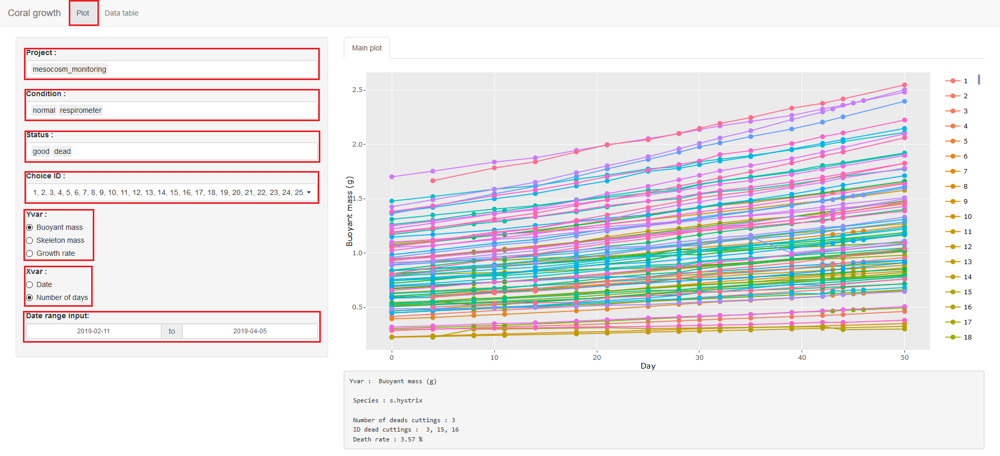 Coral growth Plot Data table
Project :
mesocosm_monitoring
Condition :
normal respirometer
Status :
good dead
Choice ID :
1, 2, 3, 4, 5, 6, 7, 8, 9, 10, 11, 12, 13, 14, 15, 16, 17, 18, 19, 20, 21, 22, 23, 24, 25,
Yvar :
Buoyant mass
Skeleton mass
Growth rate
Xvar :
Date
Number of days
Date range input:
2019-02-11 to 2019-04-05
Main plot
Buoyant mass (g)
2.5
2.0
1.5
1.0
0.5
0 10 20 30 40 50
Day
1
2
3
4
5
6
7
8
9
10
11
12
13
14
15
16
17
18
Yvar : Buoyant mass (g)
Species : s.hystrix
Number of deads cuttings : 3
ID dead cuttings : 3, 15, 16
Death rate : 3.57 %